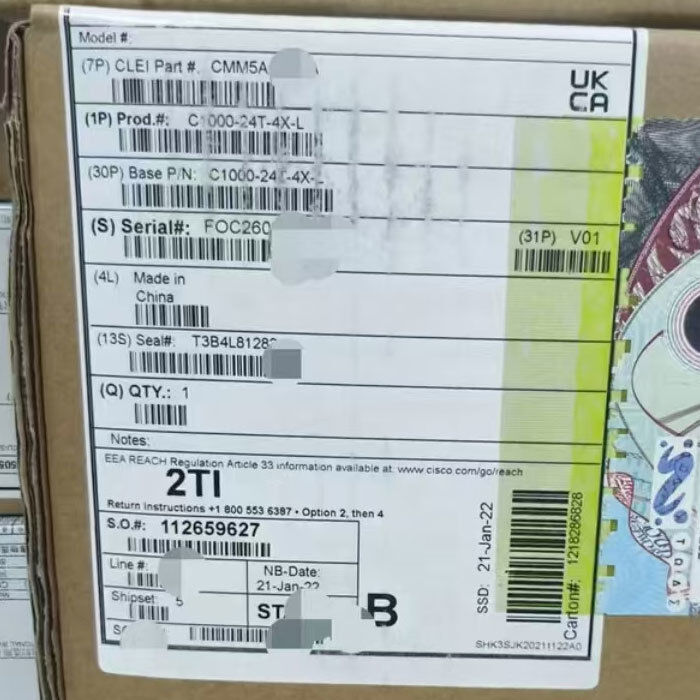 Model #:
(7P) CLEI Part #. CMM5A
UK
CA
(1P) Prod.#: C1000-24T-4X-L
(30P) Base P/N: C1000-24T-4X-L
(S) Serial#: FOC260
(31P) V01
(4L) Made in
China
(13S) Seal#: T3B4L8128
(Q) QTY.: 1
Notes:
EEA REACH Regulation Article 33 information available at: www.cisco.com/go/reach
2TI
Return Instructions +1 800 553 6387 • Option 2, then 4
S.O.#: 112659627
Line #:
NB-Date:
21-Jan-22
Shipset: 5
ST
B
SSD: 21-Jan-22
Carton#: 1218286828
SHK3SJK20211122A0